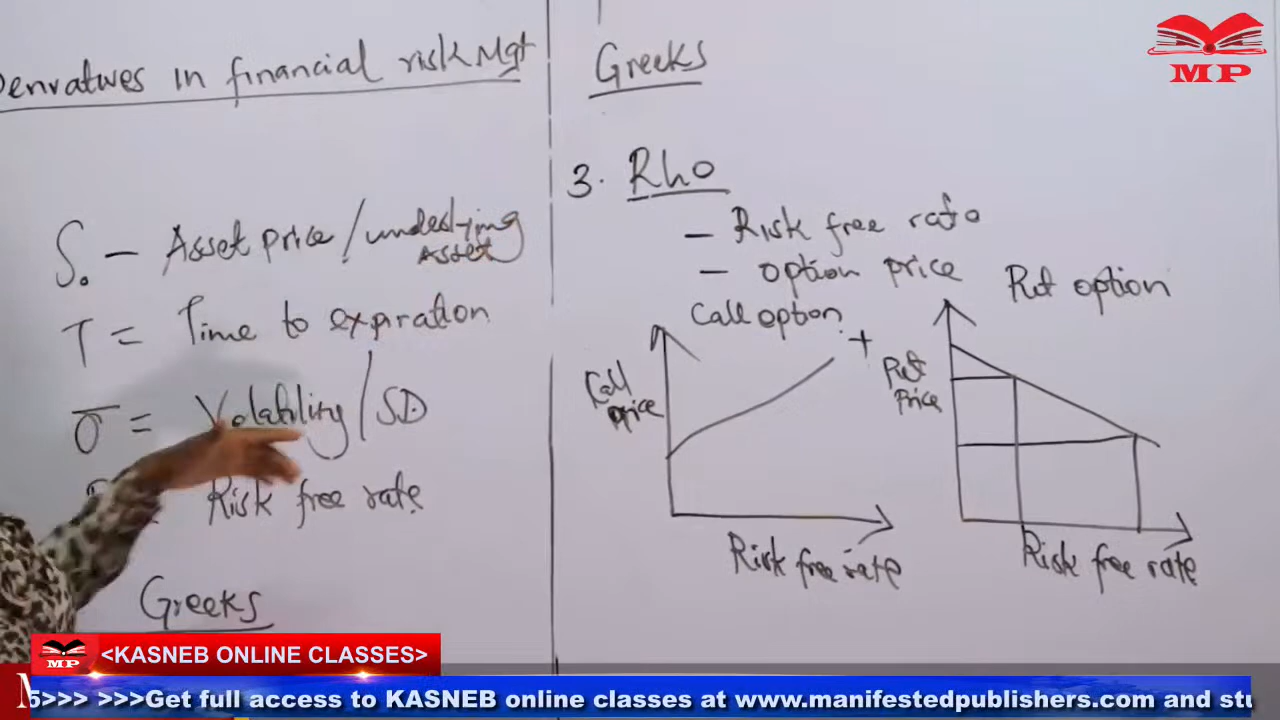 Derivatives in financial risk Mgt
S₀ – Asset price / underlying Asset
T = Time to expiration
σ = Volatility / SD
Risk free rate
Greeks
Greeks
3. Rho
– Risk free rate
– option price
Call option
+
Call price
Risk free rate
Put option
Put price
Risk free rate
MP
MP
<KASNEB ONLINE CLASSES>
5>>> >>>Get full access to KASNEB online classes at www.manifestedpublishers.com and